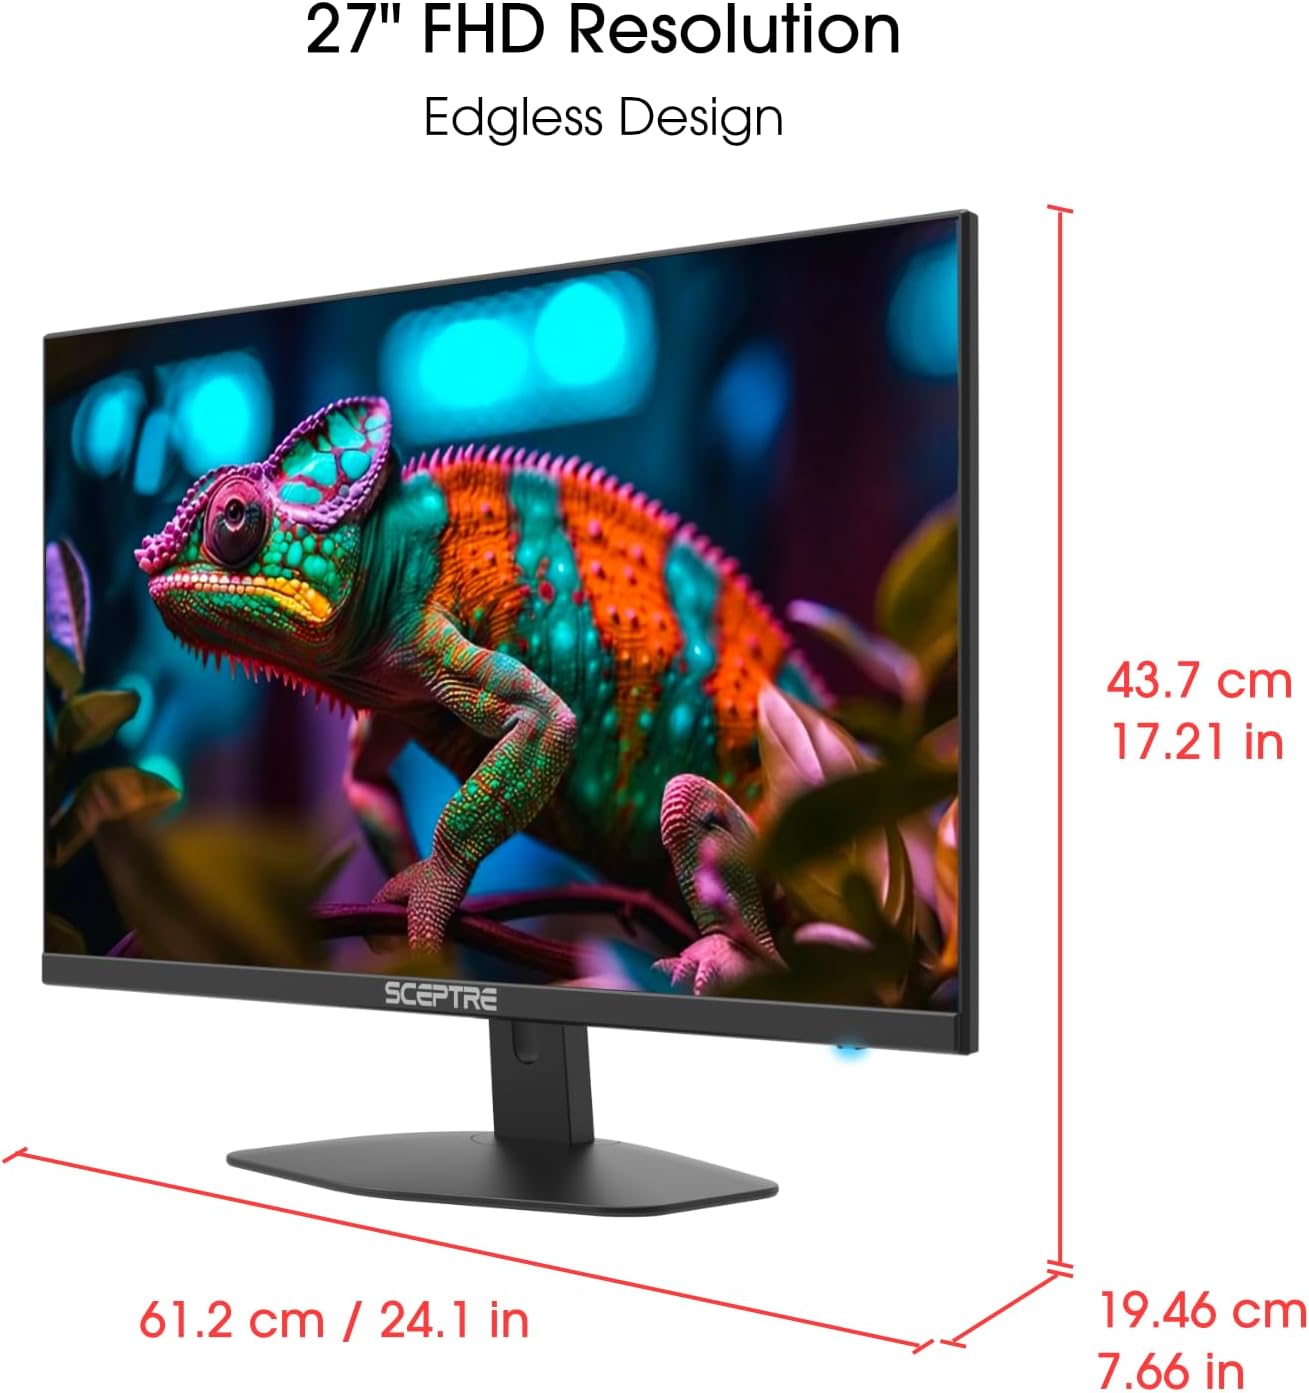 27" FHD Resolution
Edgless Design
SCEPTRE
43.7 cm
17.21 in
61.2 cm / 24.1 in
19.46 cm
7.66 in